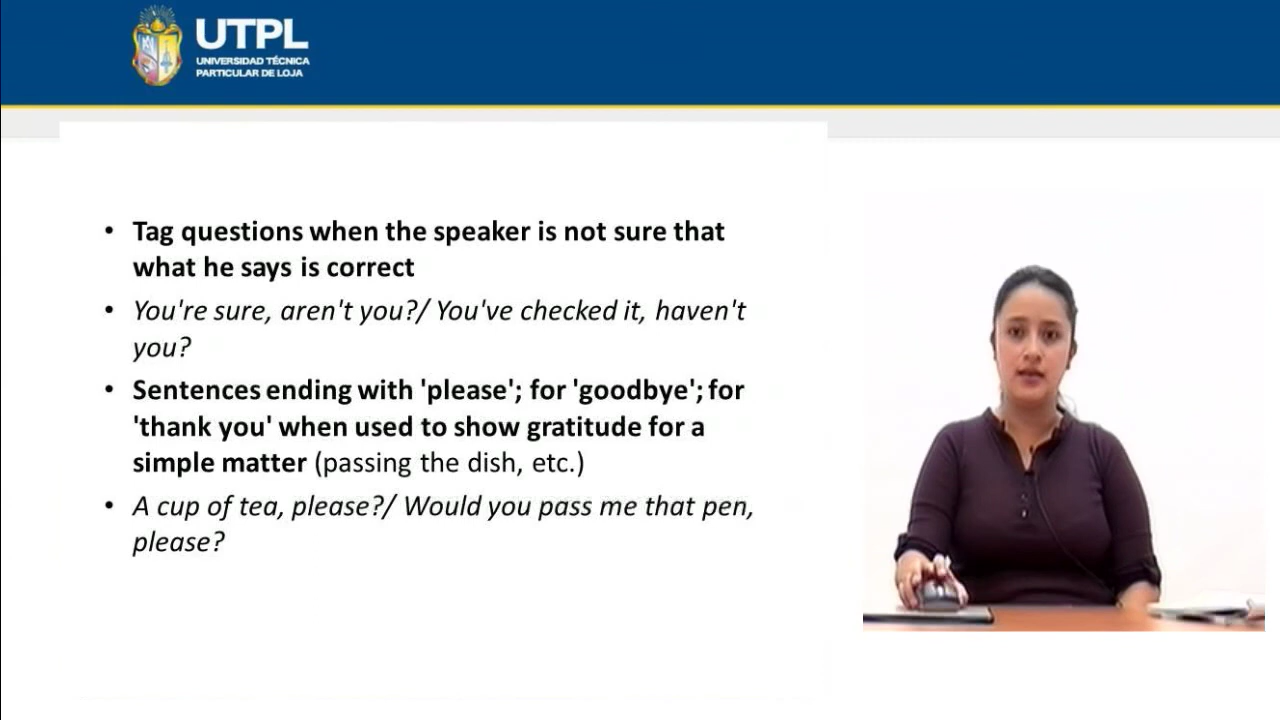 UTPL
UNIVERSIDAD TÉCNICA
PARTICULAR DE LOJA
• Tag questions when the speaker is not sure that
what he says is correct
• You're sure, aren't you?/ You've checked it, haven't
you?
• Sentences ending with 'please'; for 'goodbye'; for
'thank you' when used to show gratitude for a
simple matter (passing the dish, etc.)
• A cup of tea, please?/ Would you pass me that pen,
please?